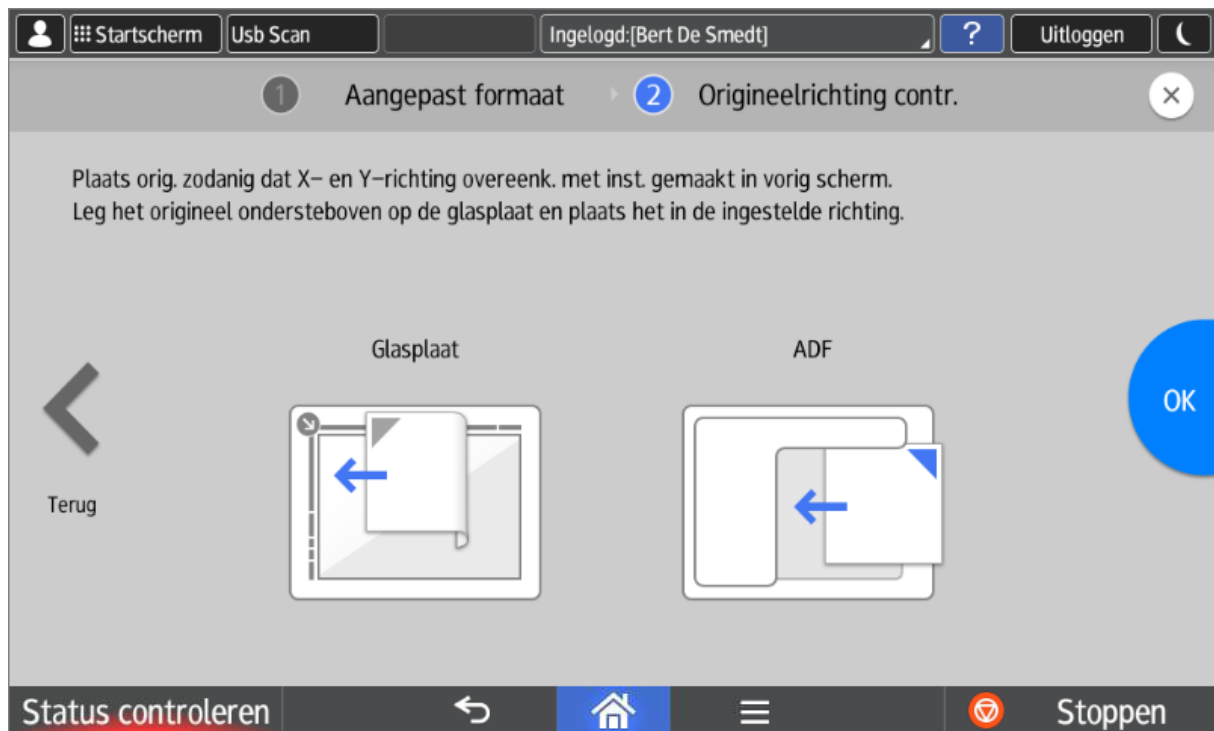 Startscherm
Usb Scan
Ingelogd:[Bert De Smedt]
?
Uitloggen
1 Aangepast formaat
2 Origineelrichting contr.
Plaats orig. zodanig dat X- en Y-richting overeenk. met inst. gemaakt in vorig scherm.
Leg het origineel ondersteboven op de glasplaat en plaats het in de ingestelde richting.
Glasplaat
ADF
OK
Terug
Status controleren
Stoppen